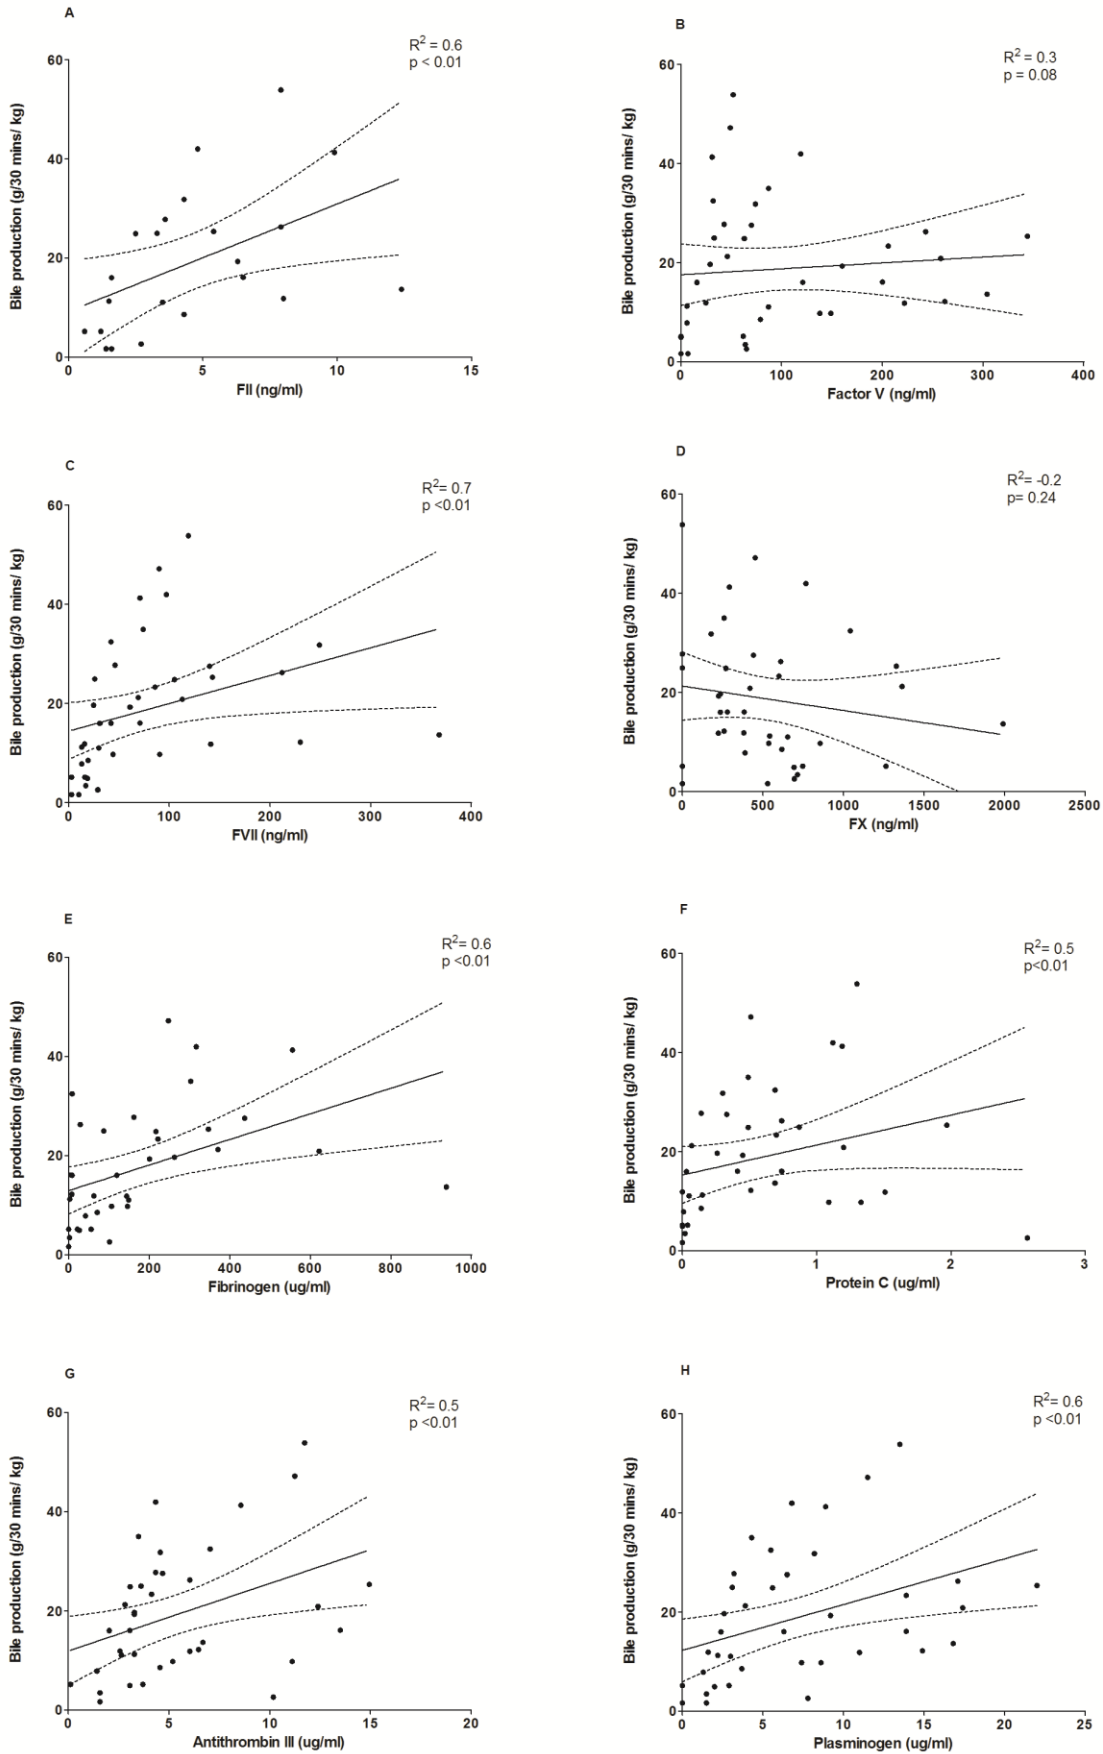 A
R² = 0.6
p < 0.01
Bile production (g/30 mins/ kg)
60
40
20
0
0 5 10 15
FII (ng/ml)
B
R² = 0.3
p = 0.08
Bile production (g/30 mins/ kg)
60
40
20
0
0 100 200 300 400
Factor V (ng/ml)
C
R²= 0.7
p <0.01
Bile production (g/30 mins/ kg)
60
40
20
0
0 100 200 300 400
FVII (ng/ml)
D
R²= -0.2
p= 0.24
Bile production (g/30 mins/ kg)
60
40
20
0
0 500 1000 1500 2000 2500
FX (ng/ml)
E
R²= 0.6
p <0.01
Bile production (g/30 mins/ kg)
60
40
20
0
0 200 400 600 800 1000
Fibrinogen (ug/ml)
F
R²= 0.5
p<0.01
Bile production (g/30 mins/ kg)
60
40
20
0
0 1 2 3
Protein C (ug/ml)
G
R²= 0.5
p <0.01
Bile production (g/30 mins/ kg)
60
40
20
0
0 5 10 15 20
Antithrombin III (ug/ml)
H
R²= 0.6
p <0.01
Bile production (g/30 mins/ kg)
60
40
20
0
0 5 10 15 20 25
Plasminogen (ug/ml)